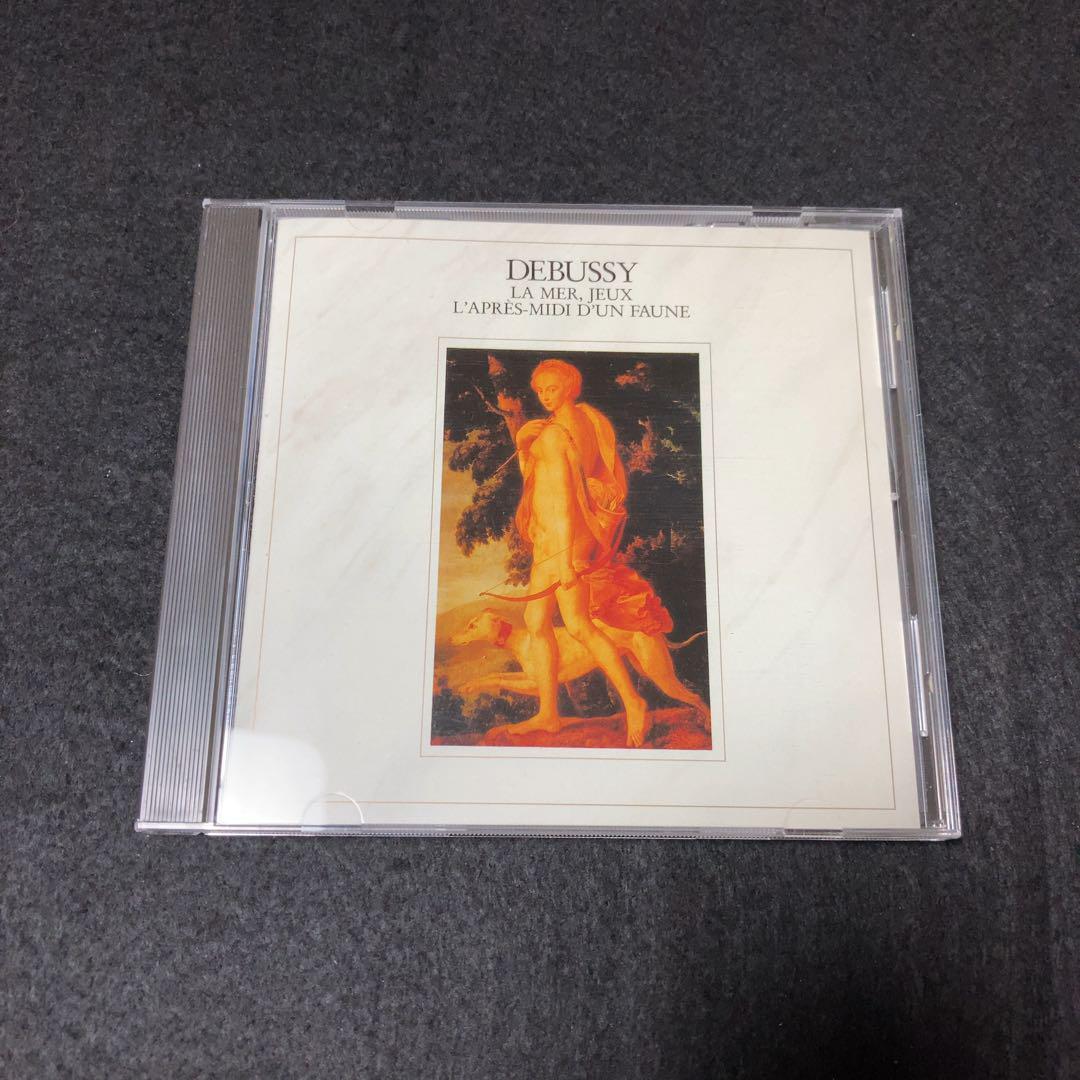 DEBUSSY
LA MER, JEUX
L'APRÈS-MIDI D'UN FAUNE